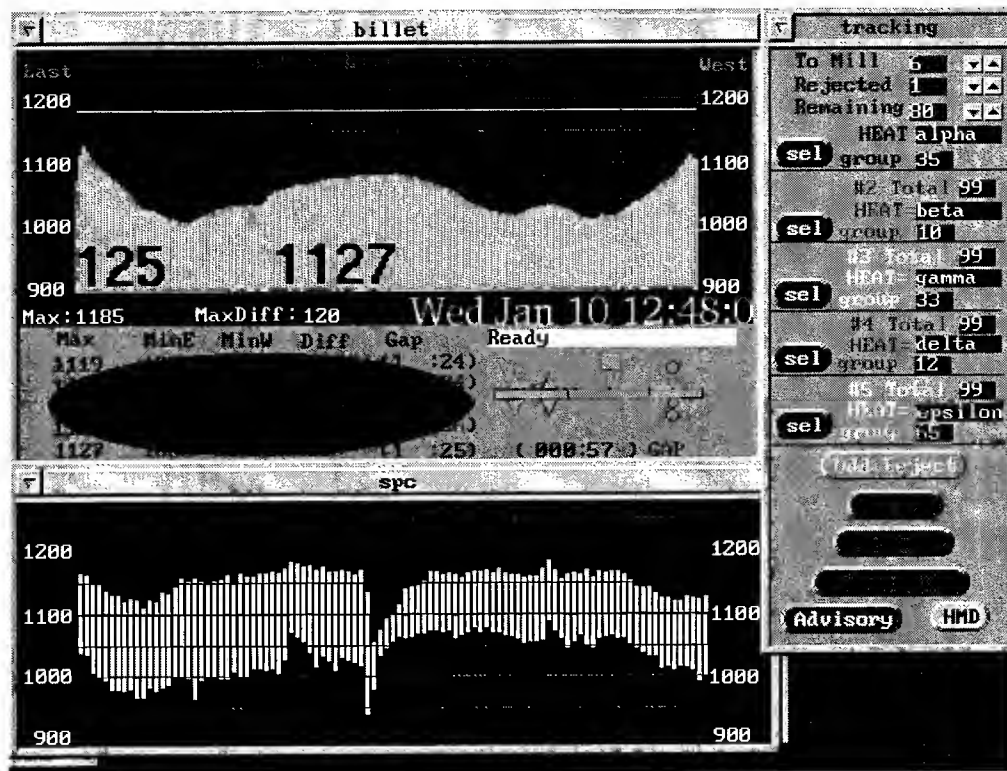 billet
East West
1200 1200
1100 1100
1000 1000
125 1127
900 900
Max:1185 MaxDiff: 120 Wed Jan 10 12:48:0
Max MinE MinW Diff Gap Ready
1119 :24)
1127 :25) ( 000:57 ) GAP
spc
1200 1200
1100 1100
1000 1000
900 900
tracking
To Mill 6
Rejected 1
Remaining 80
HEAT alpha
sel group 35
#2 Total 99
HEAT= beta
sel group 10
#3 Total 99
HEAT= gamma
sel group 33
#4 Total 99
HEAT= delta
sel group 12
#5 Total 99
HEAT= epsilon
sel group
Reject
Advisory HMD